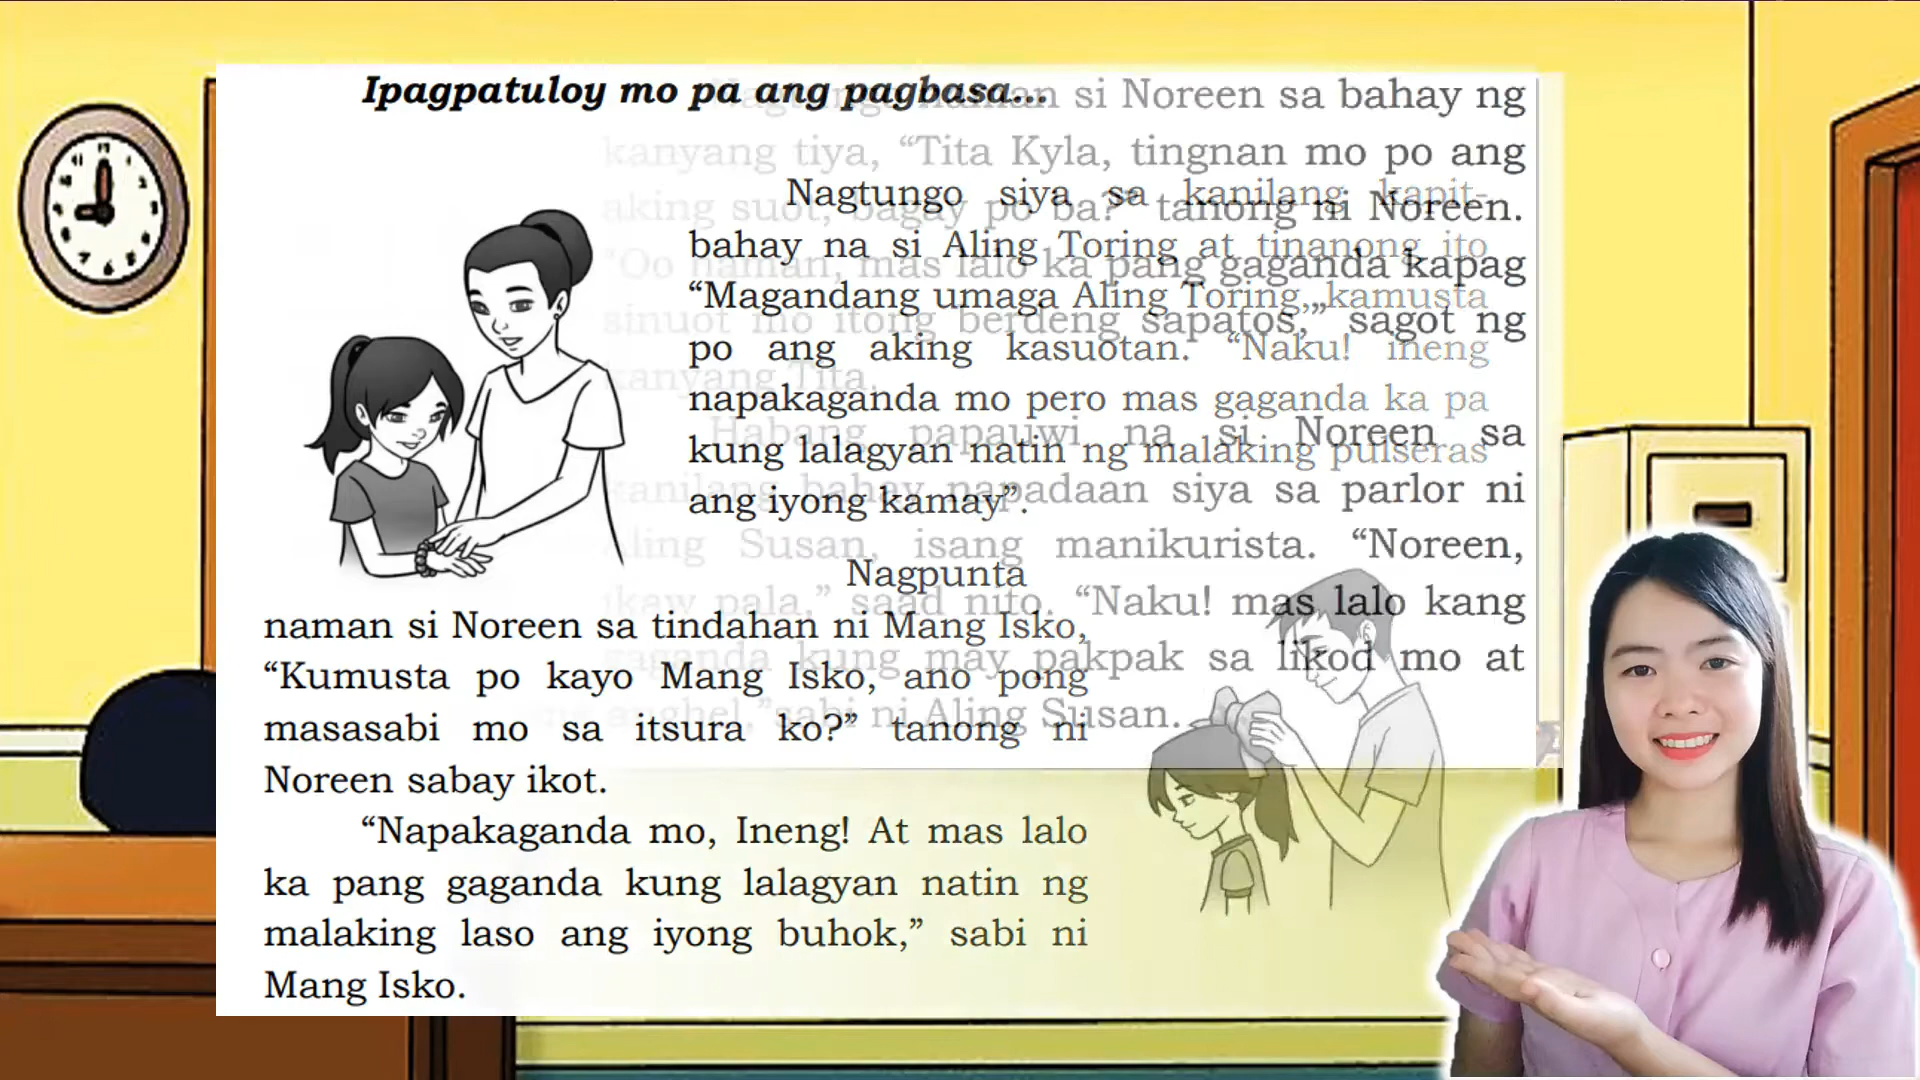 Ipagpatuloy mo pa ang pagbasa...
Nagtungo siya sa kanilang kapit-
bahay na si Aling Toring at tinanong ito
“Magandang umaga Aling Toring, kamusta
po ang aking kasuotan. “Naku! ineng
napakaganda mo pero mas gaganda ka pa
kung lalagyan natin ng malaking pulseras
ang iyong kamay”.
Nagpunta
naman si Noreen sa tindahan ni Mang Isko,
“Kumusta po kayo Mang Isko, ano pong
masasabi mo sa itsura ko?” tanong ni
Noreen sabay ikot.
“Napakaganda mo, Ineng! At mas lalo
ka pang gaganda kung lalagyan natin ng
malaking laso ang iyong buhok,” sabi ni
Mang Isko.
naman si Noreen sa bahay ng
kanyang tiya, “Tita Kyla, tingnan mo po ang
aking suot, bagay po ba?” tanong ni Noreen.
“Oo naman, mas lalo ka pang gaganda kapag
sinuot mo itong berdeng sapatos,” sagot ng
kanyang Tita.
Habang papauwi na si Noreen sa
kanilang bahay napadaan siya sa parlor ni
Aling Susan, isang manikurista. “Noreen,
ikaw pala,” saad nito. “Naku! mas lalo kang
gaganda kung may pakpak sa likod mo at
anghel,”sabi ni Aling Susan.